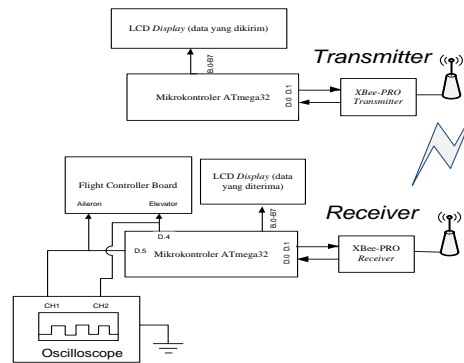 LCD Display (data yang dikirim)
B.0-B7
Transmitter
Mikrokontroler ATmega32
D.0 D.1
XBee-PRO
Transmitter
Flight Controller Board
Aileron
Elevator
LCD Display (data
yang diterima)
B.0-B7
Receiver
D.4
D.5
Mikrokontroler ATmega32
D.0 D.1
XBee-PRO
Receiver
CH1
CH2
Oscilloscope